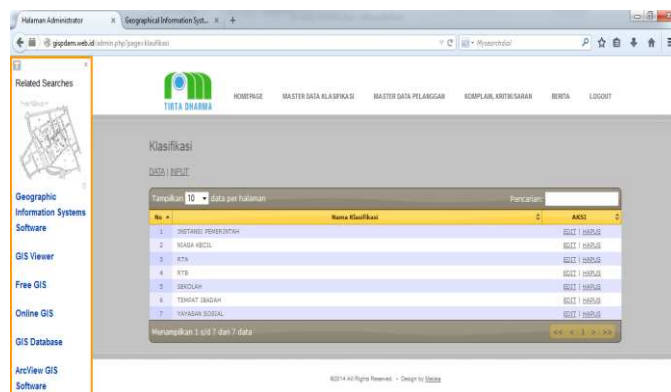 Halaman Administrator
Geographical Information Syst...
gispdam.web.id/admin.php?page=klasifikasi
Related Searches
Geographic
Information Systems
Software
GIS Viewer
Free GIS
Online GIS
GIS Database
ArcView GIS
Software
TIRTA DHARMA
HOMEPAGE
MASTER DATA KLASIFIKASI
MASTER DATA PELANGGAN
KOMPLAIN, KRITIK/SARAN
BERITA
LOGOUT
Klasifikasi
DATA | INPUT
Tampilkan 10 data per halaman
Pencarian:
No Nama Klasifikasi AKSI
1 INSTANSI PEMERINTAH EDIT | HAPUS
2 NIAGA KECIL EDIT | HAPUS
3 RTA EDIT | HAPUS
4 RTB EDIT | HAPUS
5 SEKOLAH EDIT | HAPUS
6 TEMPAT IBADAH EDIT | HAPUS
7 YAYASAN SOSIAL EDIT | HAPUS
Menampilkan 1 s/d 7 dan 7 data
<< < 1 > >>
©2014 All Rights Reserved. • Design by